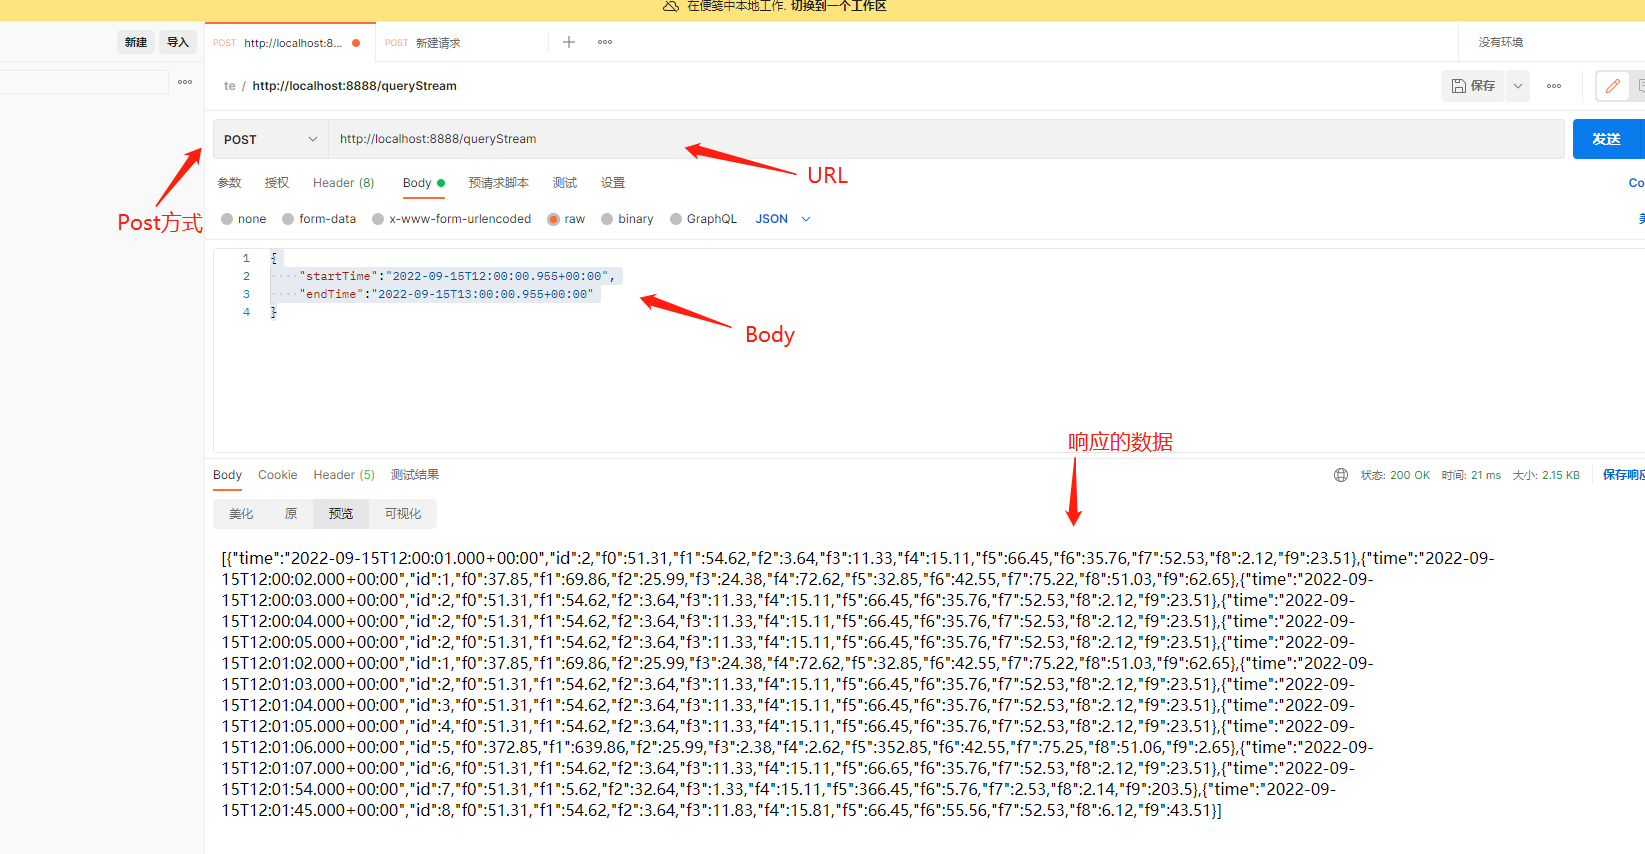 在便笺中本地工作. 切换到一个工作区
新建 导入 POST http://localhost:8... POST 新建请求 没有环境
te / http://localhost:8888/queryStream 保存
POST http://localhost:8888/queryStream 发送
URL
参数 授权 Header (8) Body 预请求脚本 测试 设置 Co
Post方式
none form-data x-www-form-urlencoded raw binary GraphQL JSON
1 {
2 "startTime":"2022-09-15T12:00:00.955+00:00",
3 "endTime":"2022-09-15T13:00:00.955+00:00"
4 }
Body
响应的数据
Body Cookie Header (5) 测试结果 状态: 200 OK 时间: 21 ms 大小: 2.15 KB 保存响应
美化 原 预览 可视化
[{"time":"2022-09-15T12:00:01.000+00:00","id":2,"f0":51.31,"f1":54.62,"f2":3.64,"f3":11.33,"f4":15.11,"f5":66.45,"f6":35.76,"f7":52.53,"f8":2.12,"f9":23.51},{"time":"2022-09-
15T12:00:02.000+00:00","id":1,"f0":37.85,"f1":69.86,"f2":25.99,"f3":24.38,"f4":72.62,"f5":32.85,"f6":42.55,"f7":75.22,"f8":51.03,"f9":62.65},{"time":"2022-09-
15T12:00:03.000+00:00","id":2,"f0":51.31,"f1":54.62,"f2":3.64,"f3":11.33,"f4":15.11,"f5":66.45,"f6":35.76,"f7":52.53,"f8":2.12,"f9":23.51},{"time":"2022-09-
15T12:00:04.000+00:00","id":2,"f0":51.31,"f1":54.62,"f2":3.64,"f3":11.33,"f4":15.11,"f5":66.45,"f6":35.76,"f7":52.53,"f8":2.12,"f9":23.51},{"time":"2022-09-
15T12:00:05.000+00:00","id":2,"f0":51.31,"f1":54.62,"f2":3.64,"f3":11.33,"f4":15.11,"f5":66.45,"f6":35.76,"f7":52.53,"f8":2.12,"f9":23.51},{"time":"2022-09-
15T12:01:02.000+00:00","id":1,"f0":37.85,"f1":69.86,"f2":25.99,"f3":24.38,"f4":72.62,"f5":32.85,"f6":42.55,"f7":75.22,"f8":51.03,"f9":62.65},{"time":"2022-09-
15T12:01:03.000+00:00","id":2,"f0":51.31,"f1":54.62,"f2":3.64,"f3":11.33,"f4":15.11,"f5":66.45,"f6":35.76,"f7":52.53,"f8":2.12,"f9":23.51},{"time":"2022-09-
15T12:01:04.000+00:00","id":3,"f0":51.31,"f1":54.62,"f2":3.64,"f3":11.33,"f4":15.11,"f5":66.45,"f6":35.76,"f7":52.53,"f8":2.12,"f9":23.51},{"time":"2022-09-
15T12:01:05.000+00:00","id":4,"f0":51.31,"f1":54.62,"f2":3.64,"f3":11.33,"f4":15.11,"f5":66.45,"f6":35.76,"f7":52.53,"f8":2.12,"f9":23.51},{"time":"2022-09-
15T12:01:06.000+00:00","id":5,"f0":372.85,"f1":639.86,"f2":25.99,"f3":2.38,"f4":2.62,"f5":352.85,"f6":42.55,"f7":75.25,"f8":51.06,"f9":2.65},{"time":"2022-09-
15T12:01:07.000+00:00","id":6,"f0":51.31,"f1":54.62,"f2":3.64,"f3":11.33,"f4":15.11,"f5":66.65,"f6":35.76,"f7":52.53,"f8":2.12,"f9":23.51},{"time":"2022-09-
15T12:01:54.000+00:00","id":7,"f0":51.31,"f1":5.62,"f2":32.64,"f3":1.33,"f4":15.11,"f5":366.45,"f6":5.76,"f7":2.53,"f8":2.14,"f9":203.5},{"time":"2022-09-
15T12:01:45.000+00:00","id":8,"f0":51.31,"f1":54.62,"f2":3.64,"f3":11.83,"f4":15.81,"f5":66.45,"f6":55.56,"f7":52.53,"f8":6.12,"f9":43.51}]